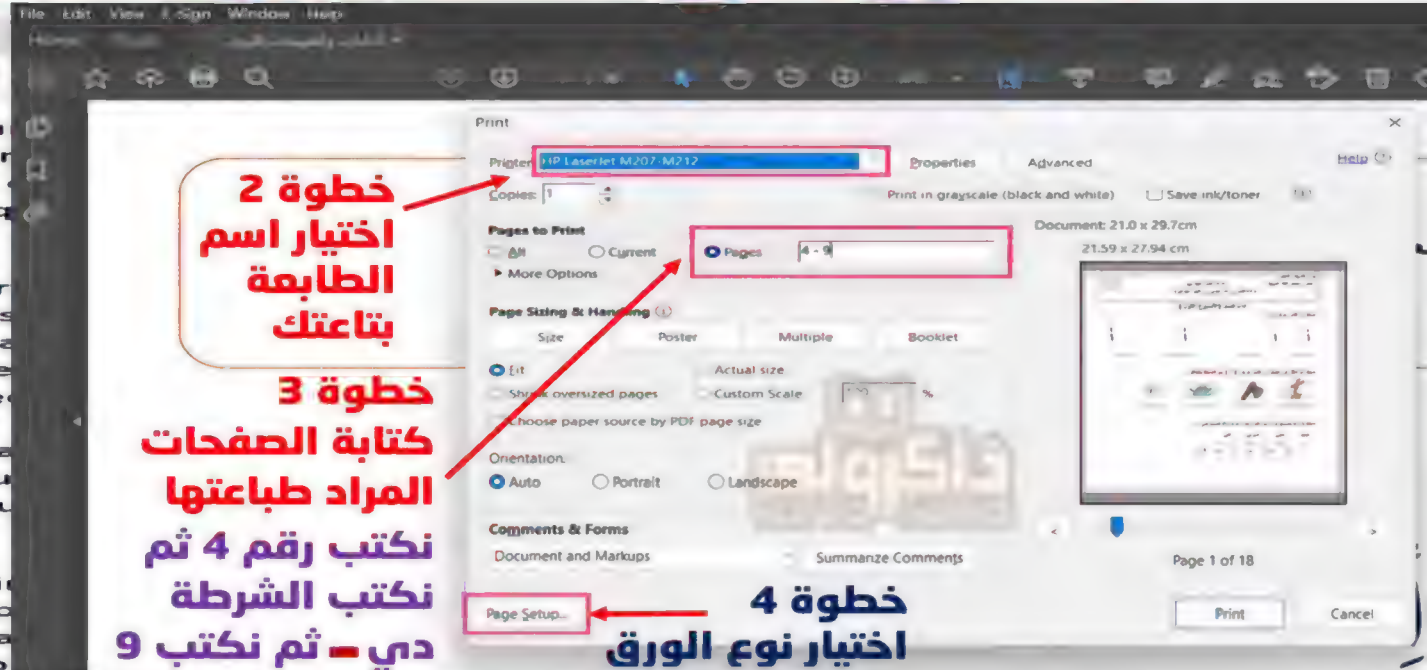 File Edit View E-Sign Window Help
Print
Printer: HP LaserJet M207-M212 Properties Advanced Help
Copies: 1 Print in grayscale (black and white) Save ink/toner
Pages to Print
All Current Pages 4 - 9
More Options
Document: 21.0 x 29.7cm
21.59 x 27.94 cm
Page Sizing & Handling
Size Poster Multiple Booklet
Fit Actual size
Shrink oversized pages Custom Scale %
Choose paper source by PDF page size
Orientation:
Auto Portrait Landscape
Comments & Forms
Document and Markups Summarize Comments
Page 1 of 18
Page Setup... Print Cancel
خطوة 2
اختيار اسم
الطابعة
بتاعتك
خطوة 3
كتابة الصفحات
المراد طباعتها
نكتب رقم 4 ثم
نكتب الشرطة
دي - ثم نكتب 9
خطوة 4
اختيار نوع الورق
ذاكرولي